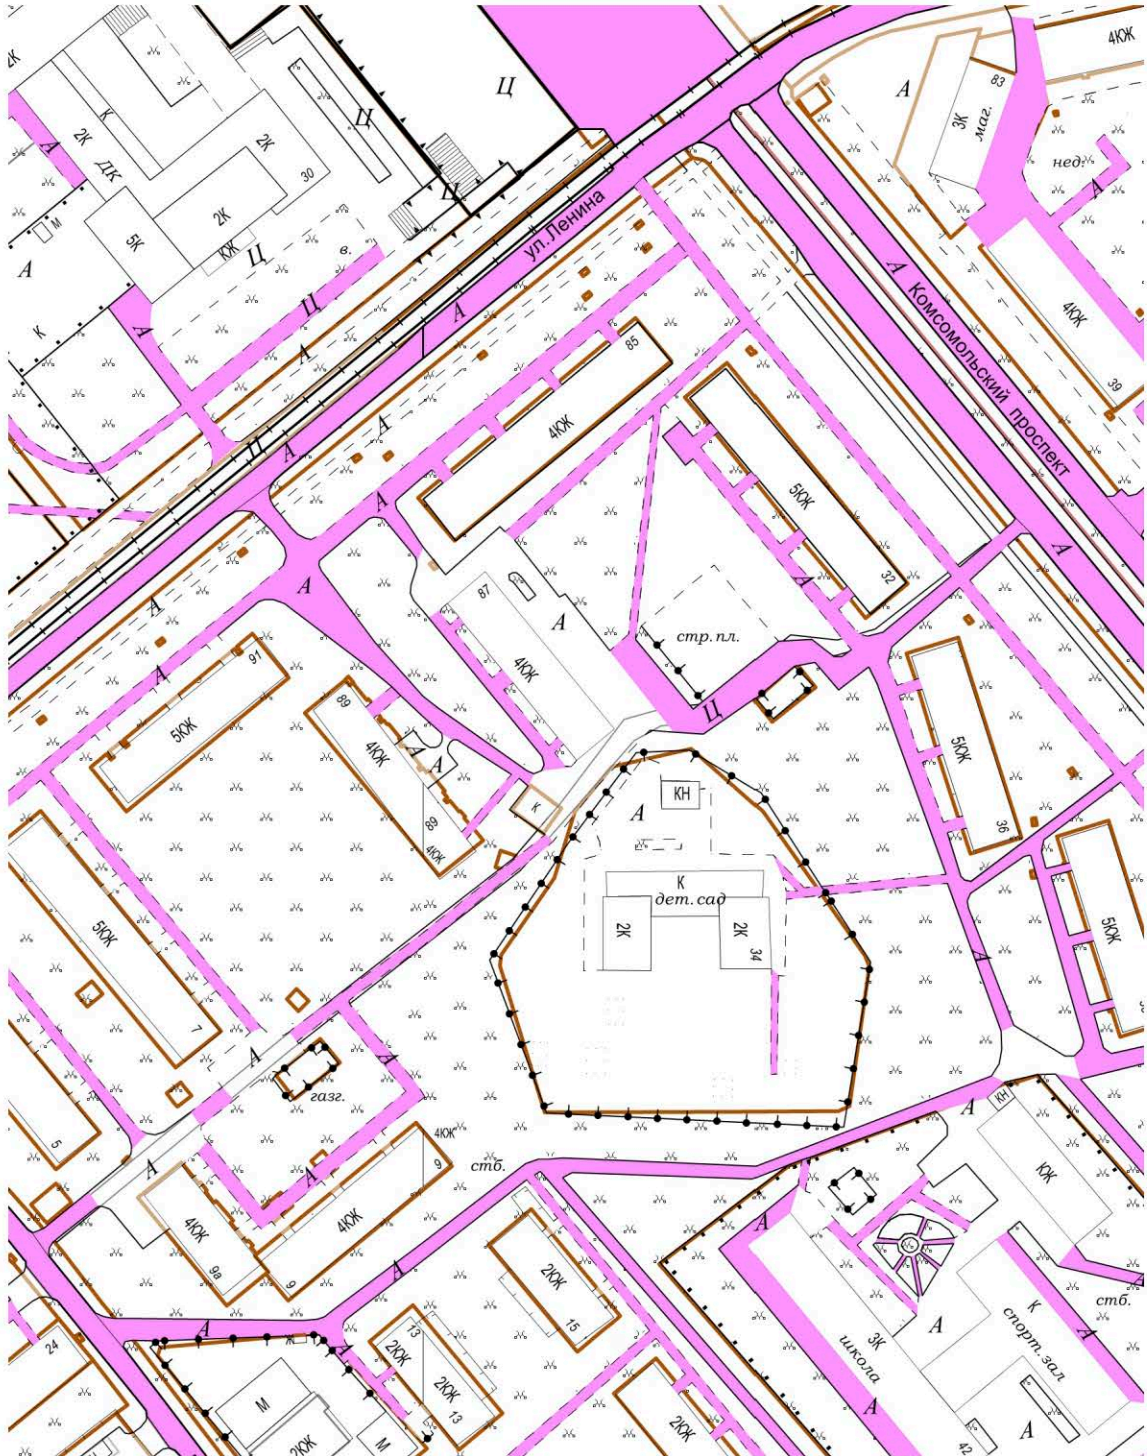 2К
К
2К
ДК
2К
30
5К
2К
КЖ
М
А
К
А
Ц
Ц
Ц
Ц
Ц
в.
А
А
А
83
3К
маг.
4КЖ
нед.
А
4КЖ
39
ул.Ленина
Комсомольский проспект
А
А
А
А
А
Ц
А
85
4КЖ
А
5КЖ
32
А
А
87
4КЖ
А
А
А
А
стр.пл.
Ц
91
5КЖ
89
4КЖ
А
А
89
4КЖ
К
5КЖ
36
КН
А
К
дет.сад
2К
2К
34
5КЖ
А
5КЖ
7
А
А
газг.
5
А
А
4КЖ
9
4КЖ
9
4КЖ
9а
стб.
А
КН
КЖ
А
А
А
24
А
Ж
А
13
2КЖ
2КЖ
13
2КЖ
15
М
2КЖ
М
2КЖ
3К
школа
А
А
К
спорт.зал
А
стб.
А
А
42